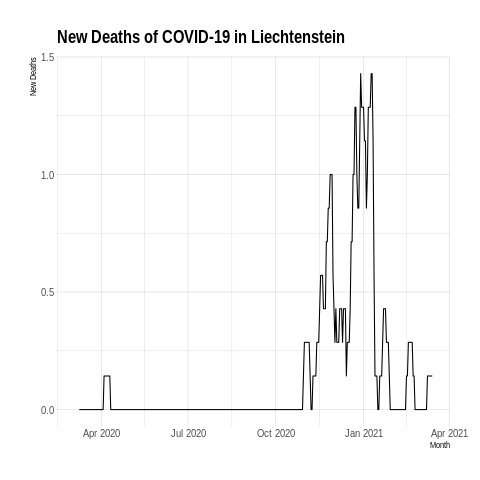 New Deaths of COVID-19 in Liechtenstein
New Deaths
1.5
1.0
0.5
0.0
Apr 2020 Jul 2020 Oct 2020 Jan 2021 Apr 2021
Month